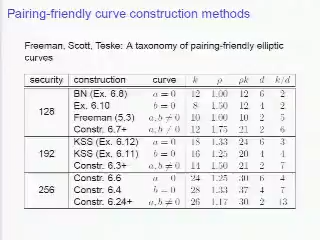 Pairing-friendly curve construction methods
Freeman, Scott, Teske: A taxonomy of pairing-friendly elliptic
curves
security construction curve k ρ ρk d k/d
128
BN (Ex. 6.8) a = 0 12 1.00 12 6 2
Ex. 6.10 b = 0 8 1.50 12 4 2
Freeman (5.3) a, b ≠ 0 10 1.00 10 2 5
Constr. 6.7+ a, b ≠ 0 12 1.75 21 2 6
192
KSS (Ex. 6.12) a = 0 18 1.33 24 6 3
KSS (Ex. 6.11) b = 0 16 1.25 20 4 4
Constr. 6.3+ a, b ≠ 0 14 1.50 21 2 7
256
Constr. 6.6 a = 0 24 1.25 30 6 4
Constr. 6.4 b = 0 28 1.33 37 4 7
Constr. 6.24+ a, b ≠ 0 26 1.17 30 2 13